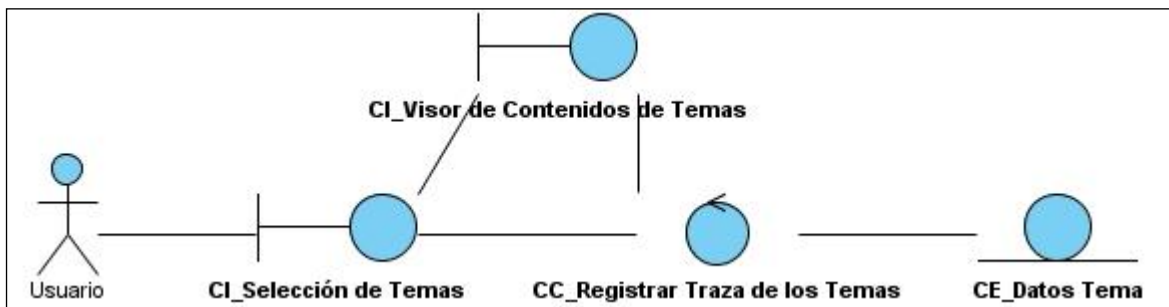 CI_Visor de Contenidos de Temas
Usuario
CI_Selección de Temas
CC_Registrar Traza de los Temas
CE_Datos Tema